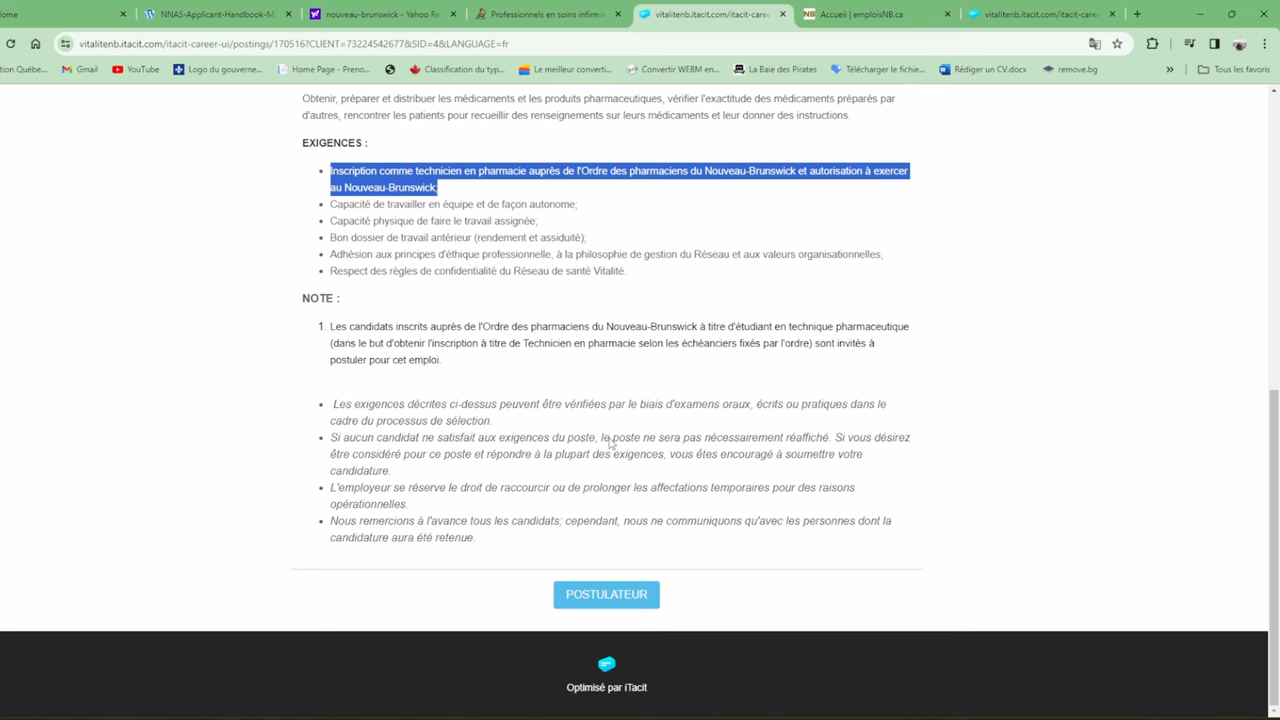 ome
NNAS-Applicant-Handbook-M
nouveau-brunswick - Yahoo Re
Professionnels en soins infirmie
vitalitenb.itacit.com/itacit-caree
Accueil | emploisNB.ca
vitalitenb.itacit.com/itacit-caree
vitalitenb.itacit.com/itacit-career-ui/postings/170516?CLIENT=73224542677&SID=4&LANGUAGE=fr
tion Québe...
Gmail
YouTube
Logo du gouverne...
Home Page - Preno...
Classification du typ...
Le meilleur converti...
Convertir WEBM en...
La Baie des Pirates
Télécharger le fichie...
Rédiger un CV.docx
remove.bg
Tous les favoris
Obtenir, préparer et distribuer les médicaments et les produits pharmaceutiques, vérifier l'exactitude des médicaments préparés par
d'autres, rencontrer les patients pour recueillir des renseignements sur leurs médicaments et leur donner des instructions.
EXIGENCES :
• Inscription comme technicien en pharmacie auprès de l'Ordre des pharmaciens du Nouveau-Brunswick et autorisation à exercer
au Nouveau-Brunswick;
• Capacité de travailler en équipe et de façon autonome;
• Capacité physique de faire le travail assignée;
• Bon dossier de travail antérieur (rendement et assiduité);
• Adhésion aux principes d'éthique professionnelle, à la philosophie de gestion du Réseau et aux valeurs organisationnelles;
• Respect des règles de confidentialité du Réseau de santé Vitalité.
NOTE :
1. Les candidats inscrits auprès de l'Ordre des pharmaciens du Nouveau-Brunswick à titre d'étudiant en technique pharmaceutique
(dans le but d'obtenir l'inscription à titre de Technicien en pharmacie selon les échéanciers fixés par l'ordre) sont invités à
postuler pour cet emploi.
• Les exigences décrites ci-dessus peuvent être vérifiées par le biais d'examens oraux, écrits ou pratiques dans le
cadre du processus de sélection.
• Si aucun candidat ne satisfait aux exigences du poste, le poste ne sera pas nécessairement réaffiché. Si vous désirez
être considéré pour ce poste et répondre à la plupart des exigences, vous êtes encouragé à soumettre votre
candidature.
• L'employeur se réserve le droit de raccourcir ou de prolonger les affectations temporaires pour des raisons
opérationnelles.
• Nous remercions à l'avance tous les candidats; cependant, nous ne communiquons qu'avec les personnes dont la
candidature aura été retenue.
POSTULATEUR
Optimisé par iTacit